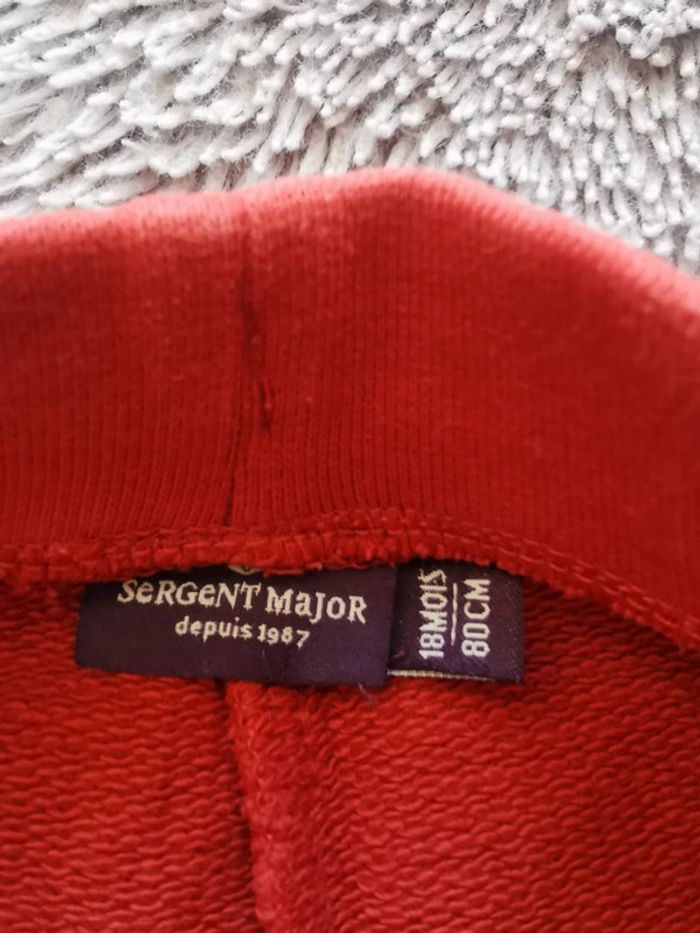 SeRGeNT MaJoR
depuis 1987
18MOIS
80CM